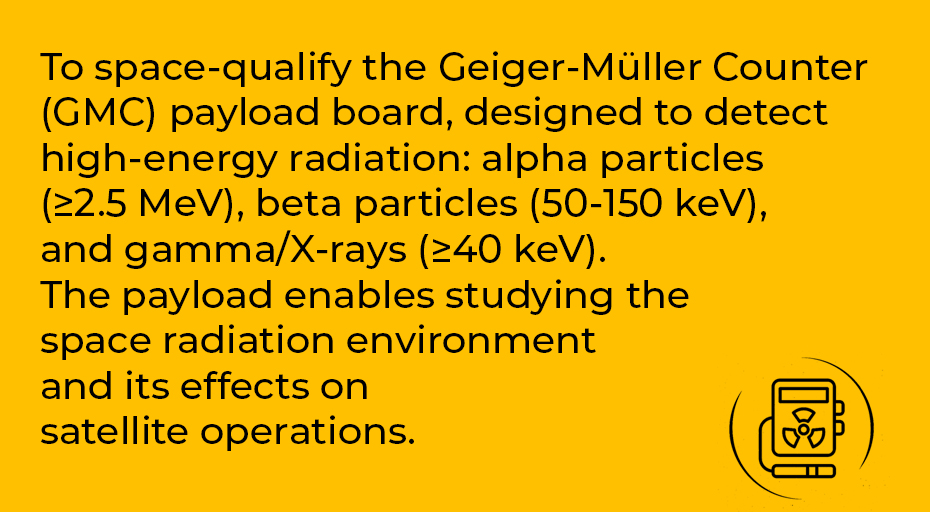 To space-qualify the Geiger-Müller Counter
(GMC) payload board, designed to detect
high-energy radiation: alpha particles
(≥2.5 MeV), beta particles (50-150 keV),
and gamma/X-rays (≥40 keV).
The payload enables studying the
space radiation environment
and its effects on
satellite operations.